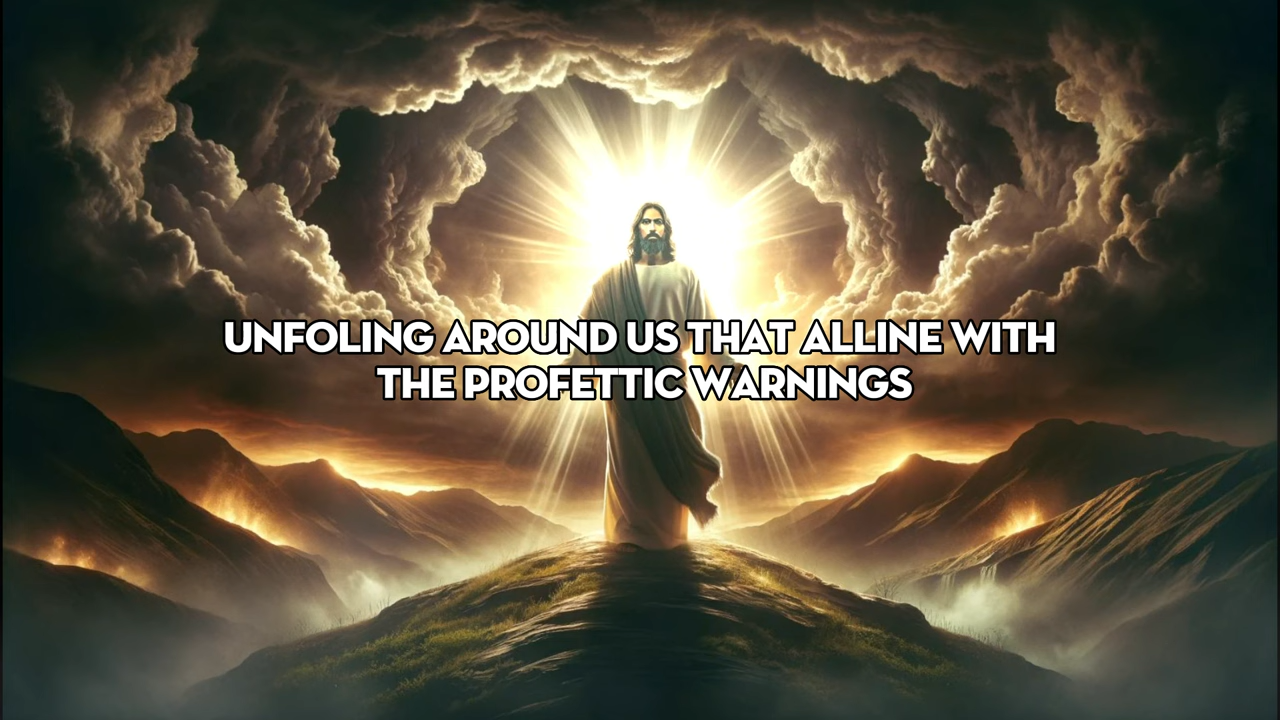 UNFOLING AROUND US THAT ALLINE WITH
THE PROFETTIC WARNINGS